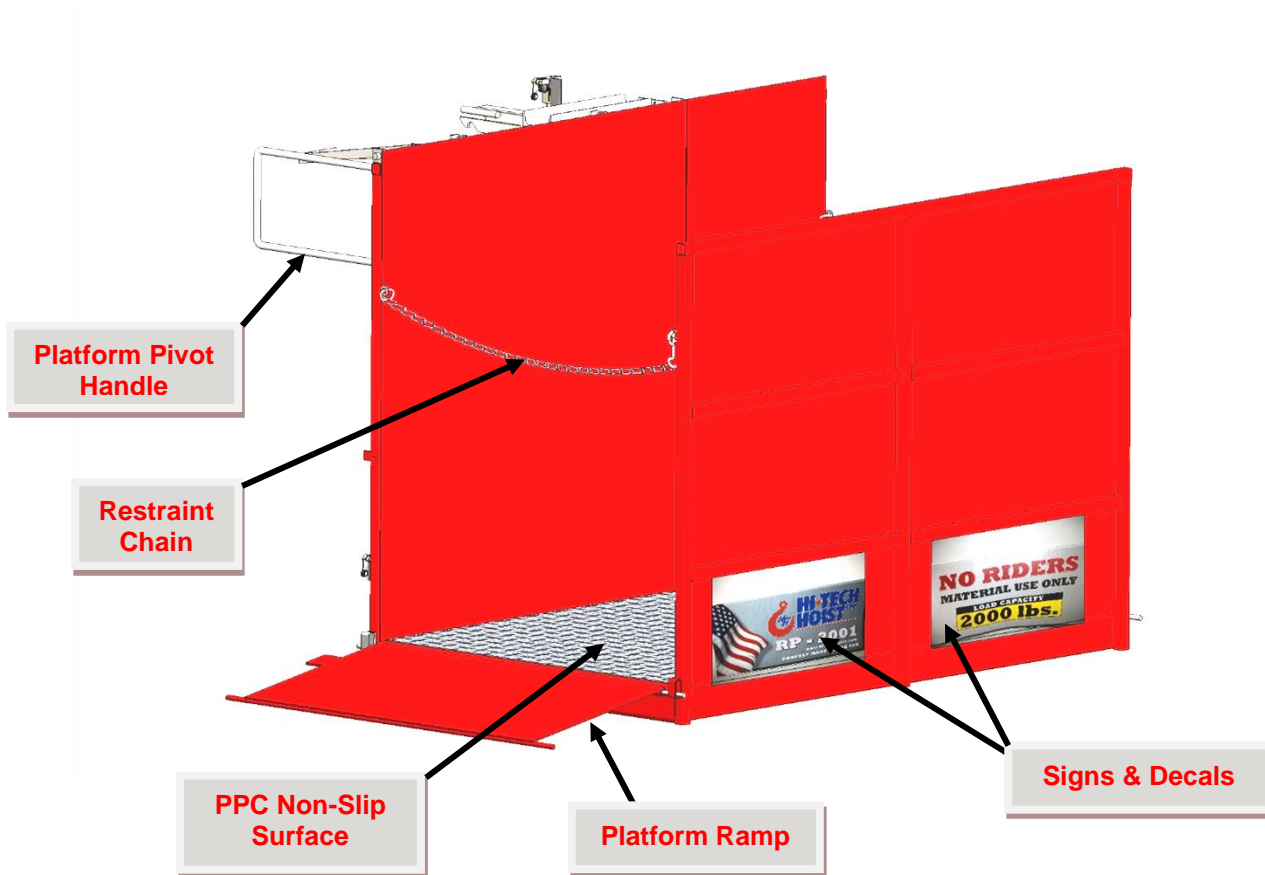 Platform Pivot
Handle
Restraint
Chain
HI-TECH
HOIST
RP - 2001
NO RIDERS
MATERIAL USE ONLY
LOAD CAPACITY
2000 lbs.
Signs & Decals
PPC Non-Slip
Surface
Platform Ramp